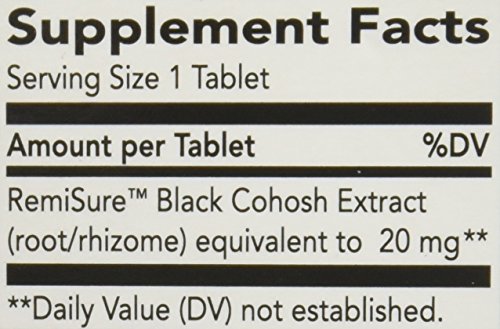 Supplement Facts
Serving Size 1 Tablet
Amount per Tablet %DV
RemiSure™ Black Cohosh Extract
(root/rhizome) equivalent to 20 mg**
**Daily Value (DV) not established.